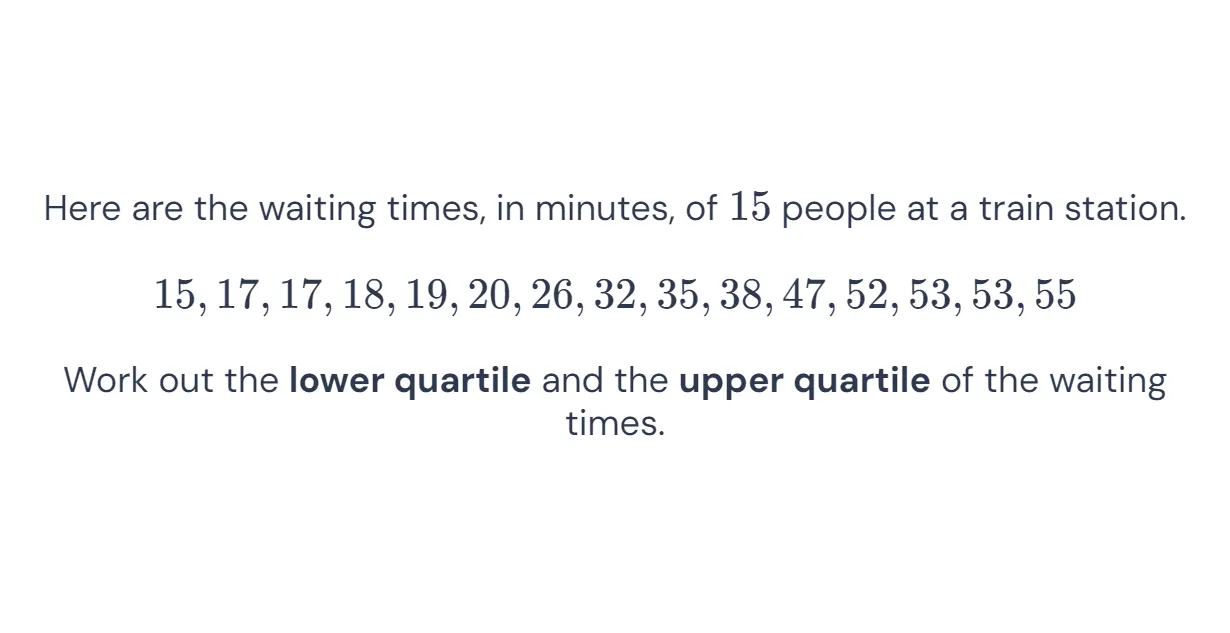 Here are the waiting times, in minutes, of 15 people at a train station.
15, 17, 17, 18, 19, 20, 26, 32, 35, 38, 47, 52, 53, 53, 55
Work out the lower quartile and the upper quartile of the waiting
times.